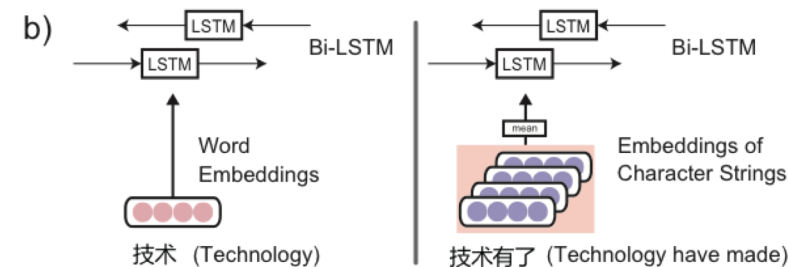 b)
LSTM
Bi-LSTM
LSTM
Word
Embeddings
技术 (Technology)
LSTM
Bi-LSTM
LSTM
mean
Embeddings of
Character Strings
技术有了 (Technology have made)